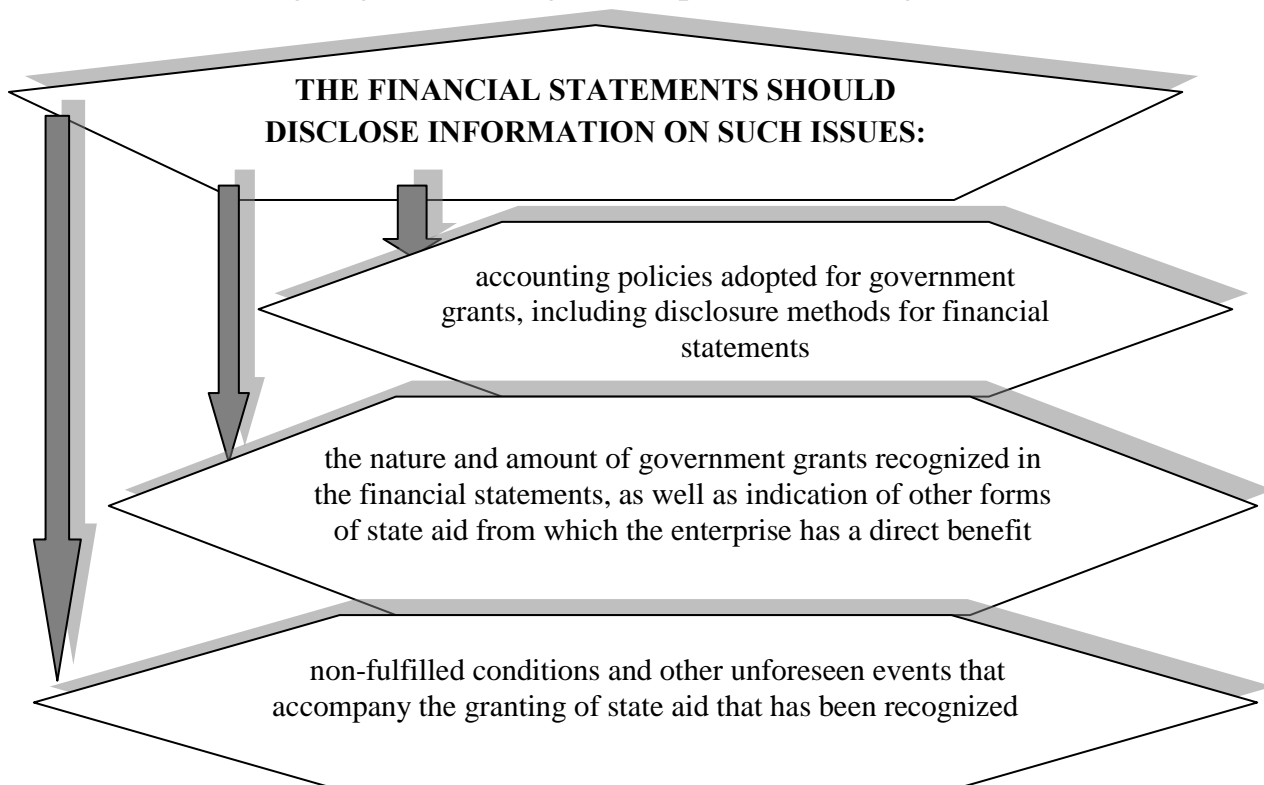 THE FINANCIAL STATEMENTS SHOULD
DISCLOSE INFORMATION ON SUCH ISSUES:
accounting policies adopted for government
grants, including disclosure methods for financial
statements
the nature and amount of government grants recognized in
the financial statements, as well as indication of other forms
of state aid from which the enterprise has a direct benefit
non-fulfilled conditions and other unforeseen events that
accompany the granting of state aid that has been recognized